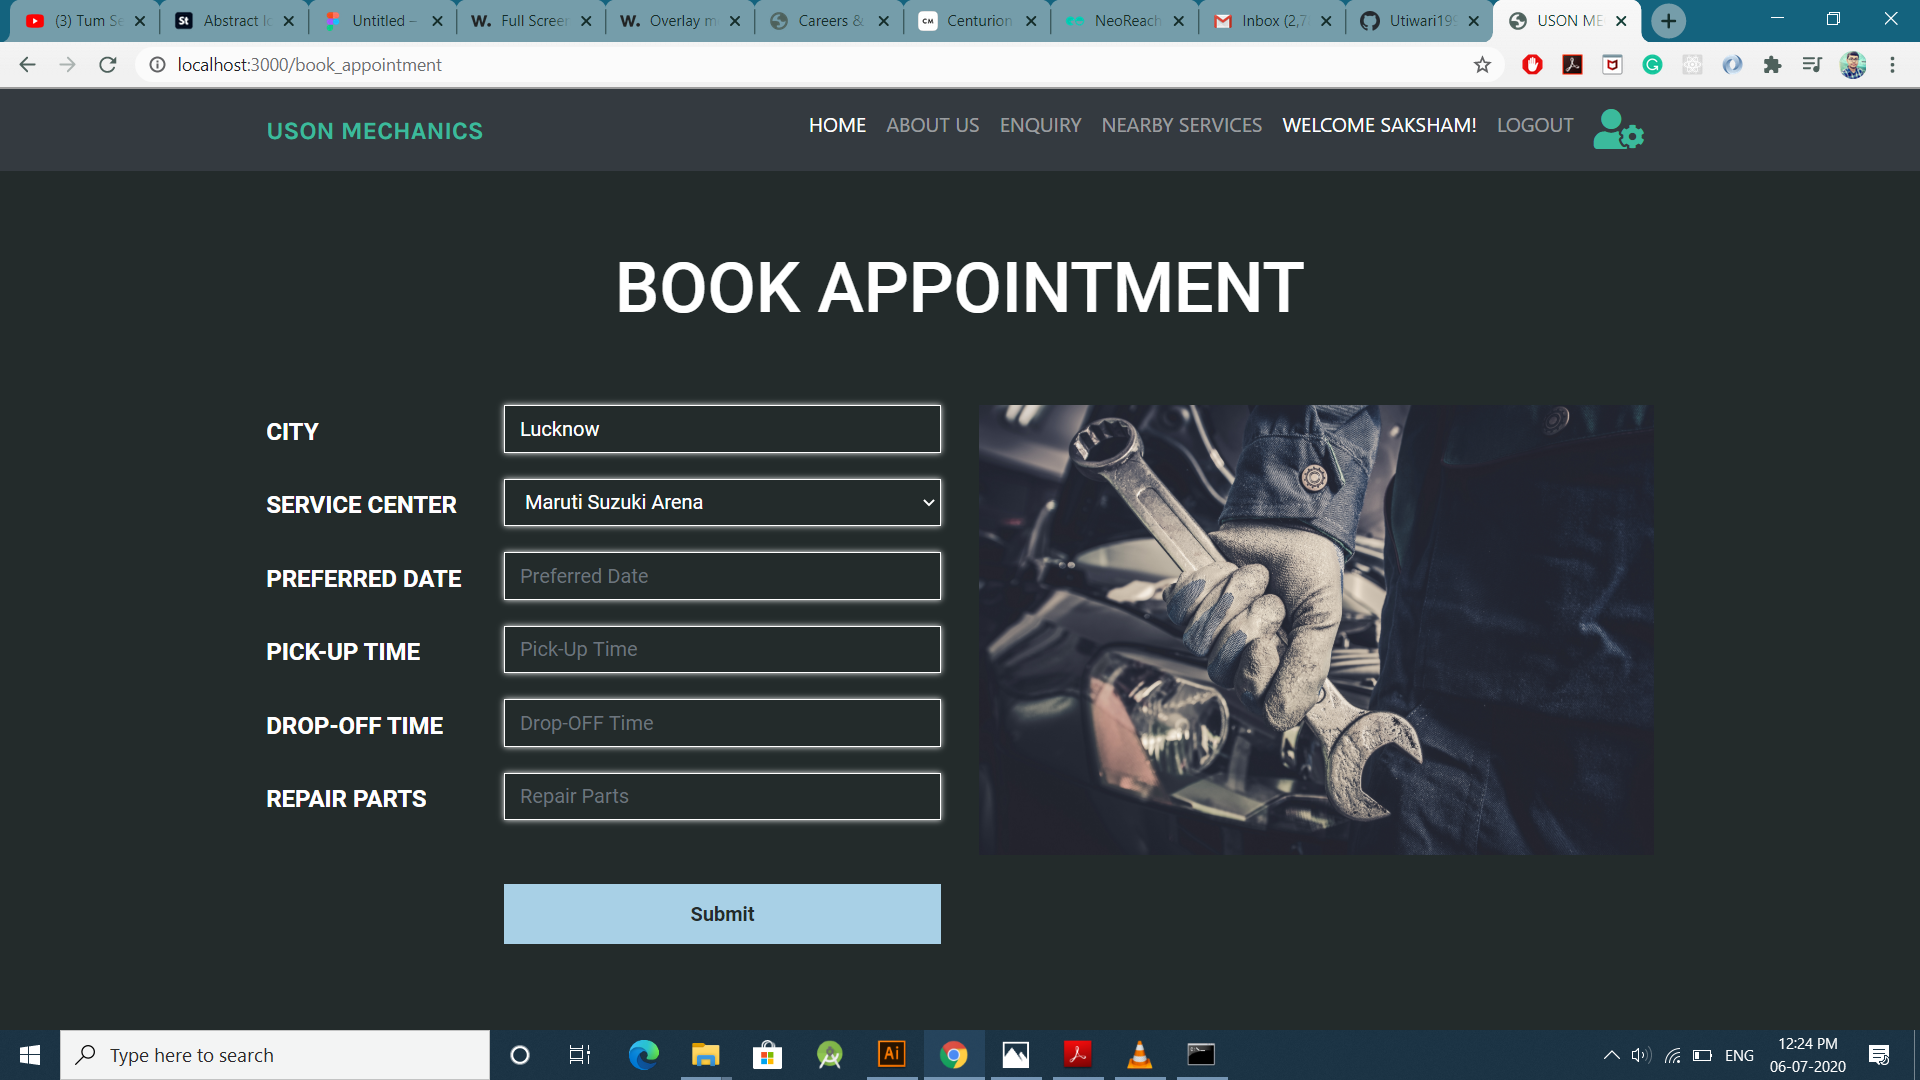 (3) Tum Se
Abstract Ic
Untitled –
Full Screen
Overlay m
Careers &
Centurion
NeoReach
Inbox (2,7
Utiwari199
USON ME
localhost:3000/book_appointment
USON MECHANICS
HOME
ABOUT US
ENQUIRY
NEARBY SERVICES
WELCOME SAKSHAM!
LOGOUT
BOOK APPOINTMENT
CITY
Lucknow
SERVICE CENTER
Maruti Suzuki Arena
PREFERRED DATE
Preferred Date
PICK-UP TIME
Pick-Up Time
DROP-OFF TIME
Drop-OFF Time
REPAIR PARTS
Repair Parts
Submit
Type here to search
Ai
ENG
12:24 PM
06-07-2020